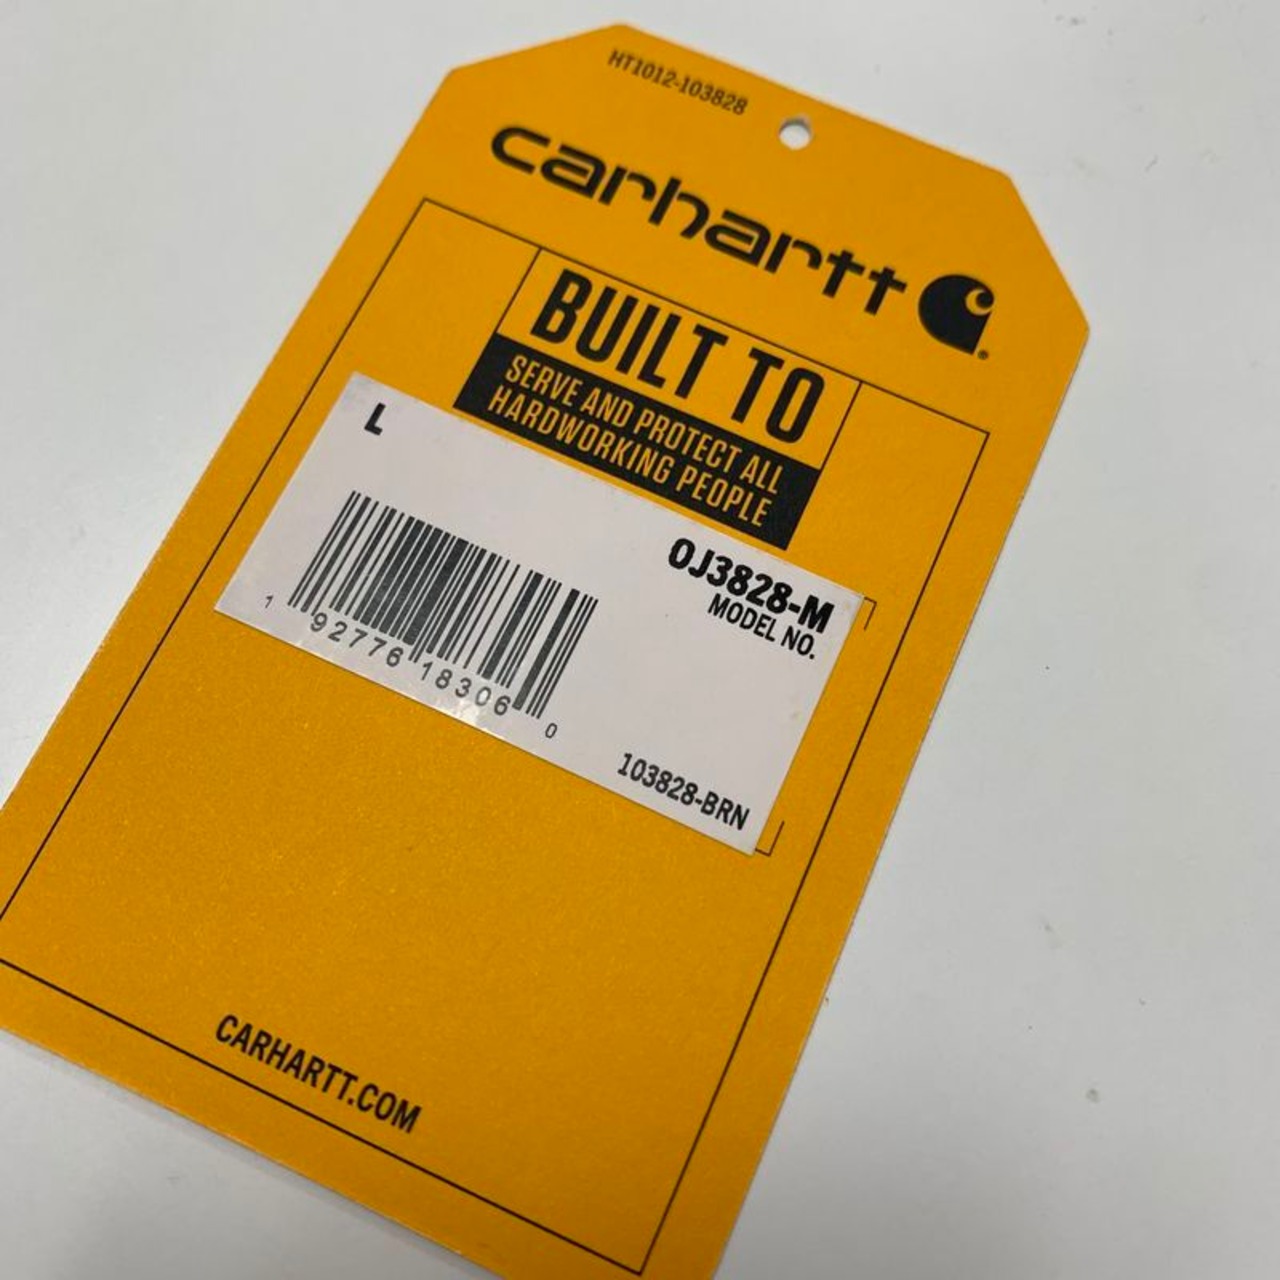 HT1012-103828
carhartt
BUILT TO
SERVE AND PROTECT ALL
HARDWORKING PEOPLE
L
OJ3828-M
MODEL NO.
1 92776 18306 0
103828-BRN
CARHARTT.COM